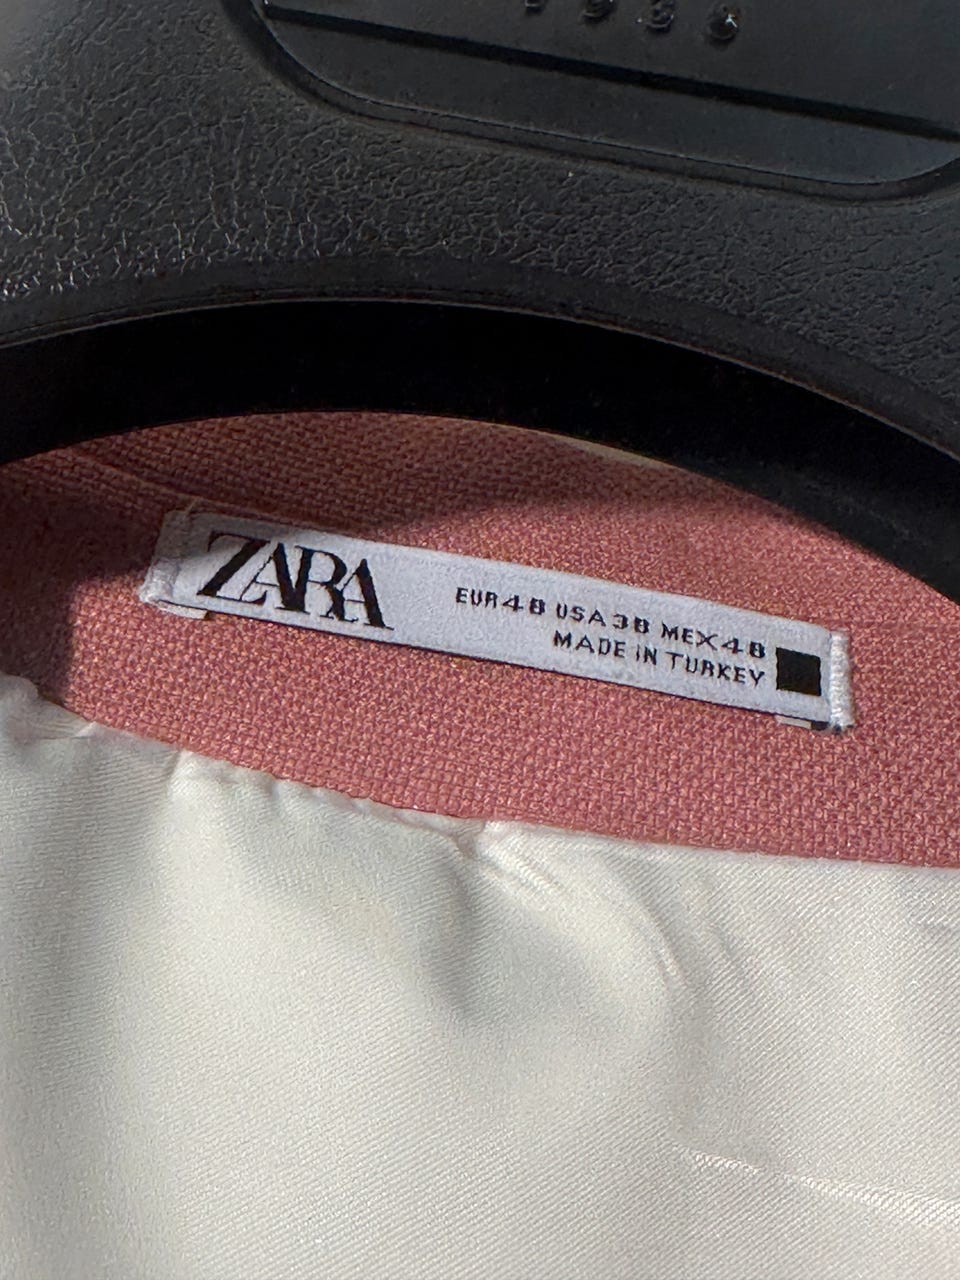 ZARA
EUR 48 USA 38 MEX 48
MADE IN TURKEY